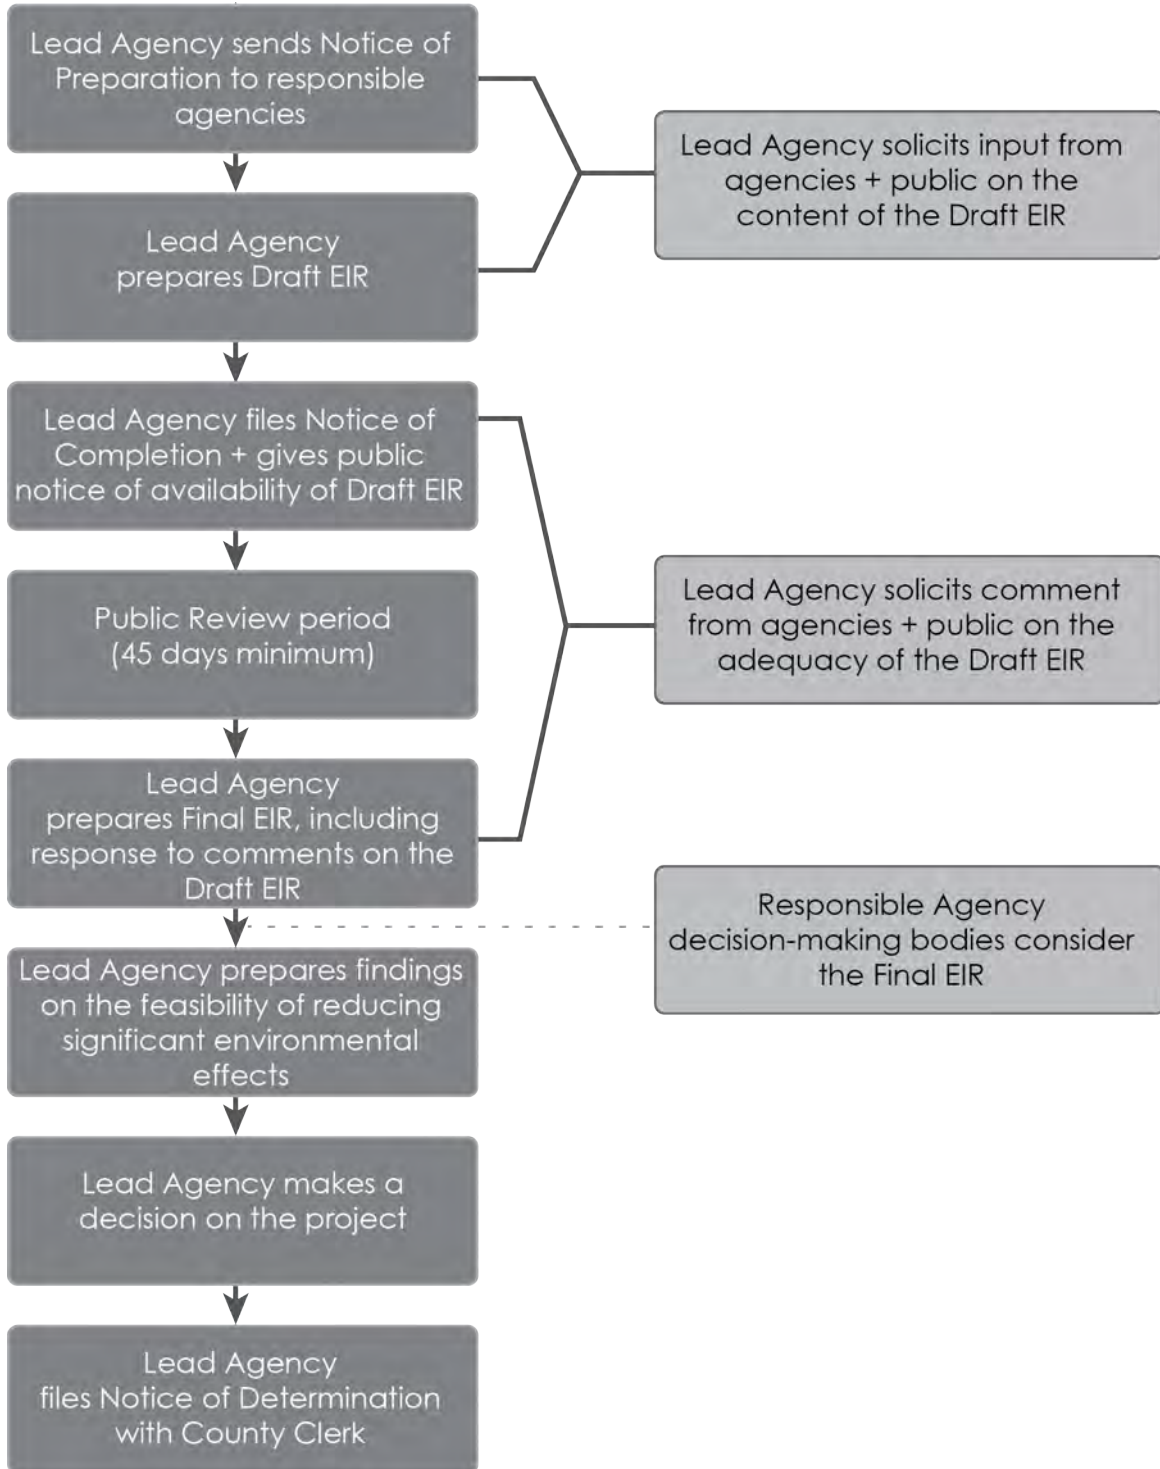 Lead Agency sends Notice of
Preparation to responsible
agencies
Lead Agency solicits input from
agencies + public on the
content of the Draft EIR
Lead Agency
prepares Draft EIR
Lead Agency files Notice of
Completion + gives public
notice of availability of Draft EIR
Public Review period
(45 days minimum)
Lead Agency solicits comment
from agencies + public on the
adequacy of the Draft EIR
Lead Agency
prepares Final EIR, including
response to comments on the
Draft EIR
Responsible Agency
decision-making bodies consider
the Final EIR
Lead Agency prepares findings
on the feasibility of reducing
significant environmental
effects
Lead Agency makes a
decision on the project
Lead Agency
files Notice of Determination
with County Clerk